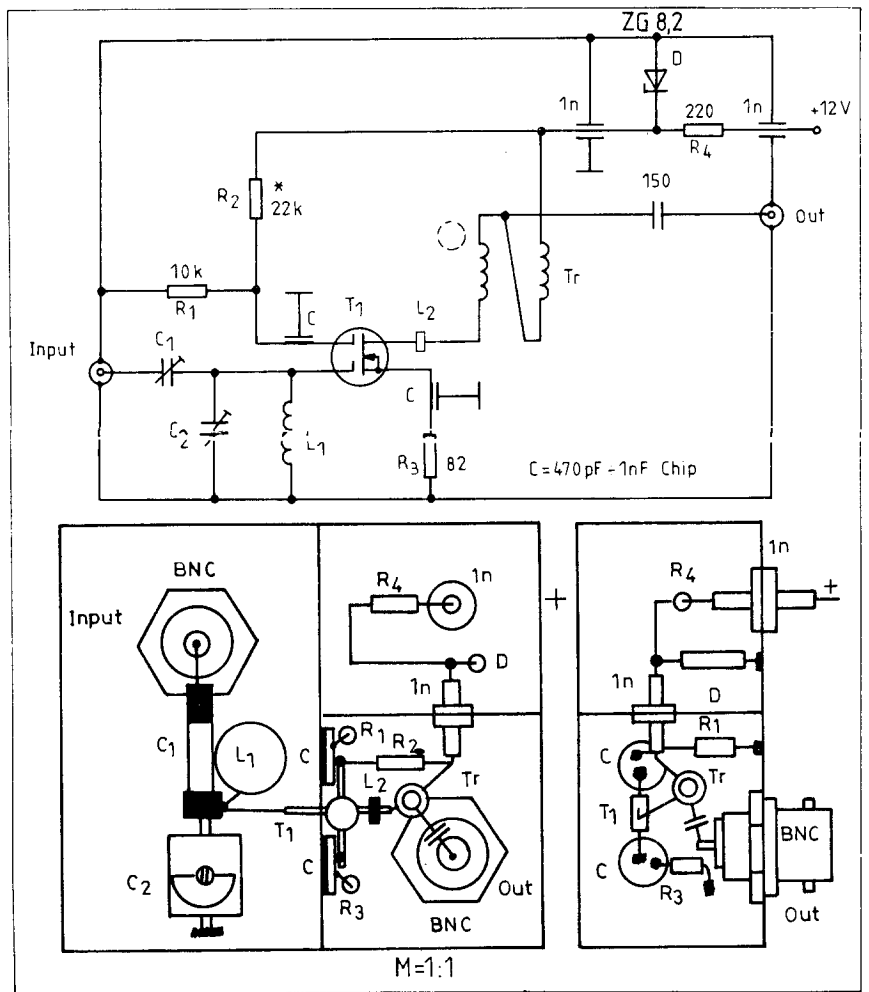 ZG 8,2
D
1n
220
1n
+12V
R4
R2
*
22k
150
Out
10k
R1
C
T1
L2
Tr
Input
C1
C
C2
L1
R3
82
C=470pF-1nF Chip
BNC
Input
R4
1n
D
1n
C1
L1
R1
C
R2
L2
Tr
T1
C2
C
R3
Out
BNC
+
1n
R4
+
1n
D
R1
C
Tr
T1
BNC
C
R3
Out
M=1:1